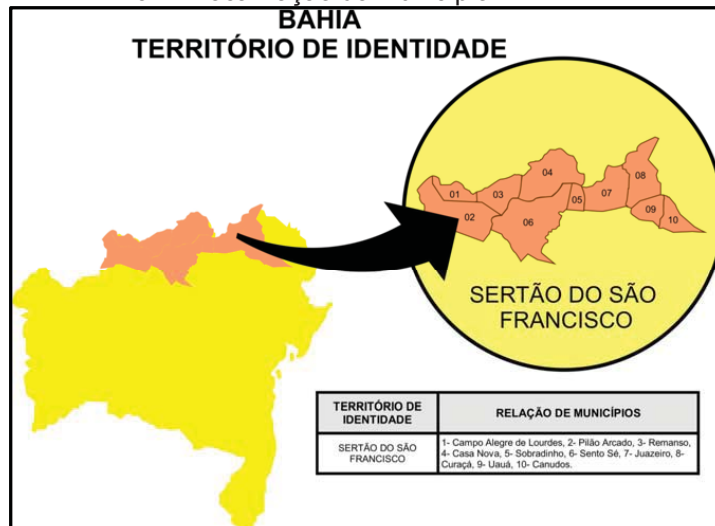 BAHIA
TERRITÓRIO DE IDENTIDADE
01
02
03
04
05
06
07
08
09
10
SERTÃO DO SÃO
FRANCISCO
TERRITÓRIO DE
IDENTIDADE
RELAÇÃO DE MUNICÍPIOS
SERTÃO DO SÃO
FRANCISCO
1- Campo Alegre de Lourdes, 2- Pilão Arcado, 3- Remanso,
4- Casa Nova, 5- Sobradinho, 6- Sento Sé, 7- Juazeiro, 8-
Curaçá, 9- Uauá, 10- Canudos.